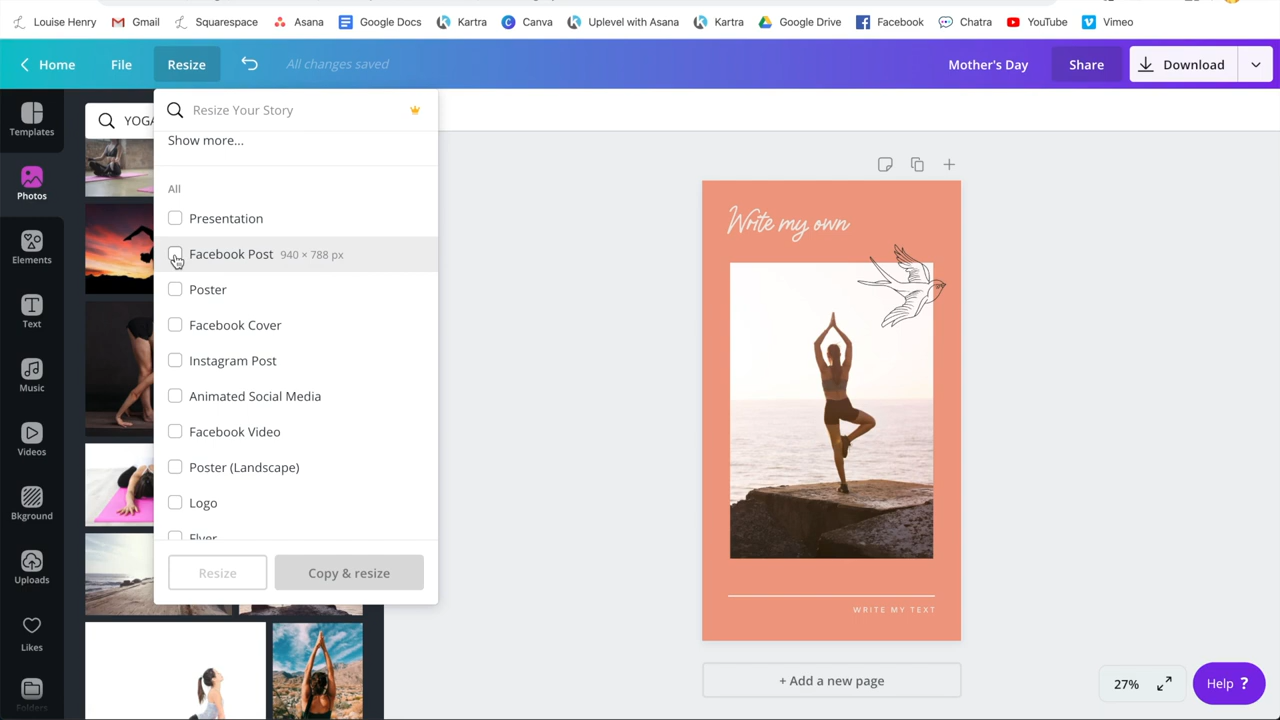 Louise Henry Gmail Squarespace Asana Google Docs Kartra Canva Uplevel with Asana Kartra Google Drive Facebook Chatra YouTube Vimeo
Home File Resize All changes saved Mother's Day Share Download
Templates
Photos
Elements
Text
Music
Videos
Bkground
Uploads
Likes
Folders
YOGA
Resize Your Story
Show more...
All
Presentation
Facebook Post 940 × 788 px
Poster
Facebook Cover
Instagram Post
Animated Social Media
Facebook Video
Poster (Landscape)
Logo
Flyer
Resize Copy & resize
Write my own
WRITE MY TEXT
+ Add a new page
27% Help ?